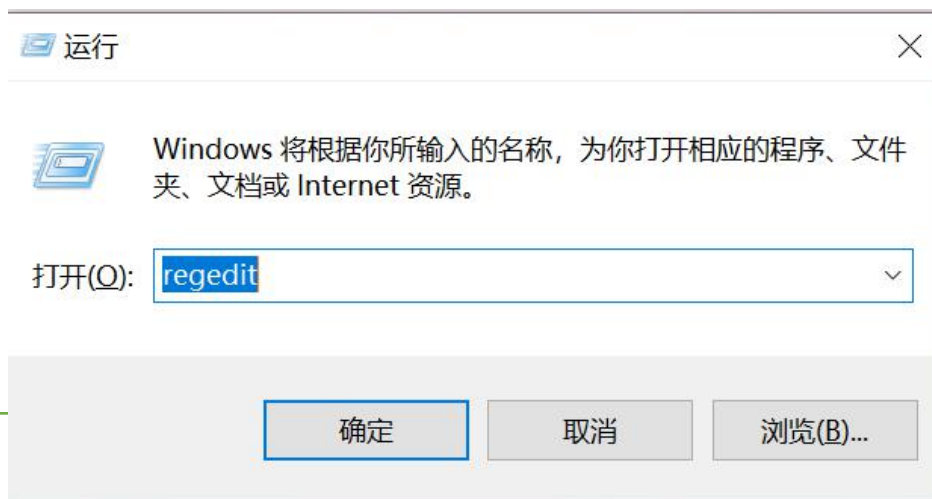 运行
Windows 将根据你所输入的名称，为你打开相应的程序、文件
夹、文档或 Internet 资源。
打开(O):
regedit
确定
取消
浏览(B)...